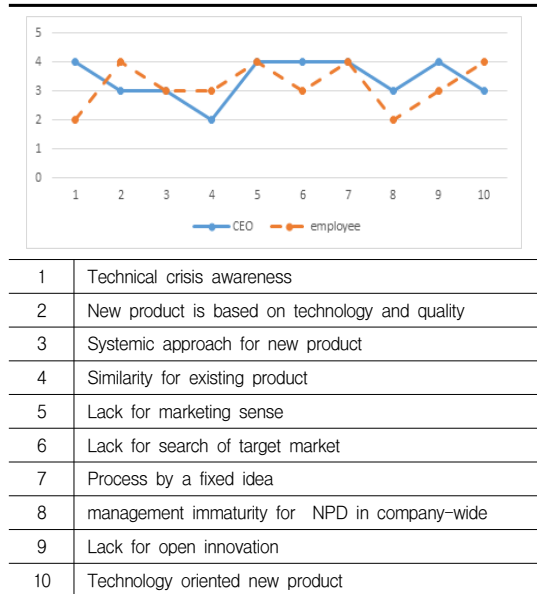 5
4
3
2
1
0
1 2 3 4 5 6 7 8 9 10
CEO employee
1 Technical crisis awareness
2 New product is based on technology and quality
3 Systemic approach for new product
4 Similarity for existing product
5 Lack for marketing sense
6 Lack for search of target market
7 Process by a fixed idea
8 management immaturity for NPD in company-wide
9 Lack for open innovation
10 Technology oriented new product